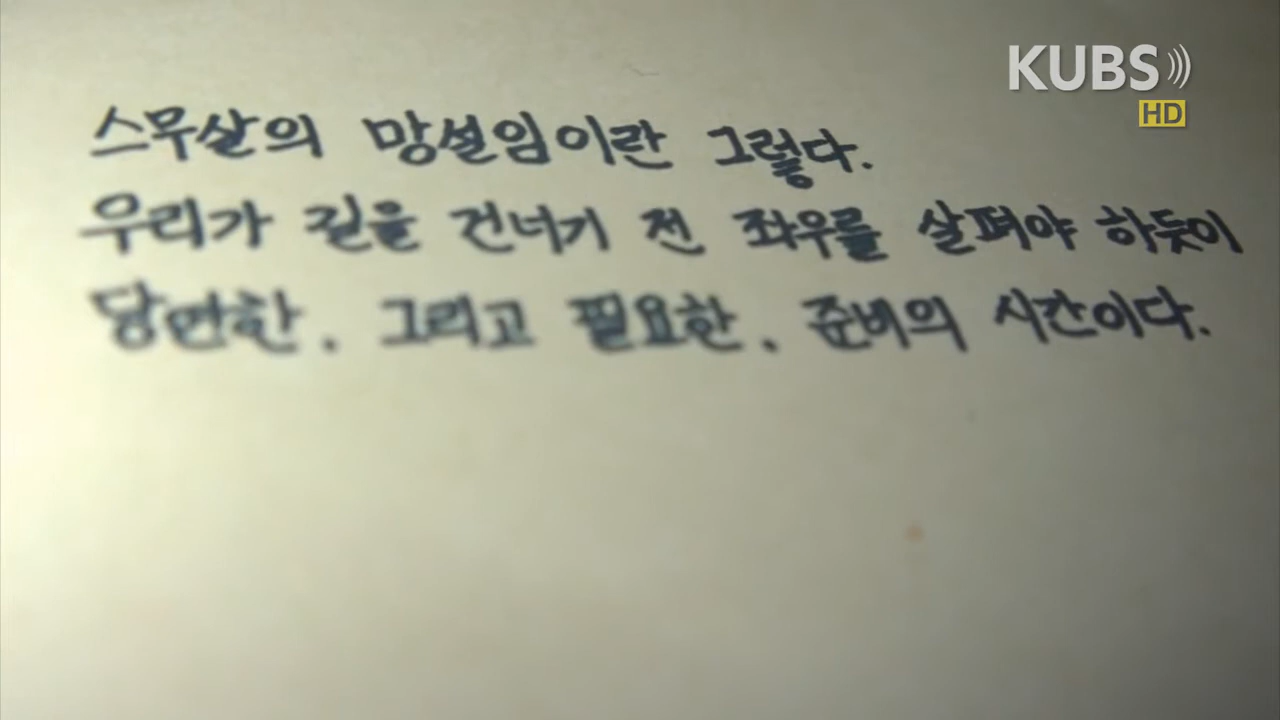 KUBS
HD
스무살의 망설임이란 그렇다.
우리가 길을 건너기 전 좌우를 살펴야 하듯이
당연한. 그리고 필요한. 준비의 시간이다.